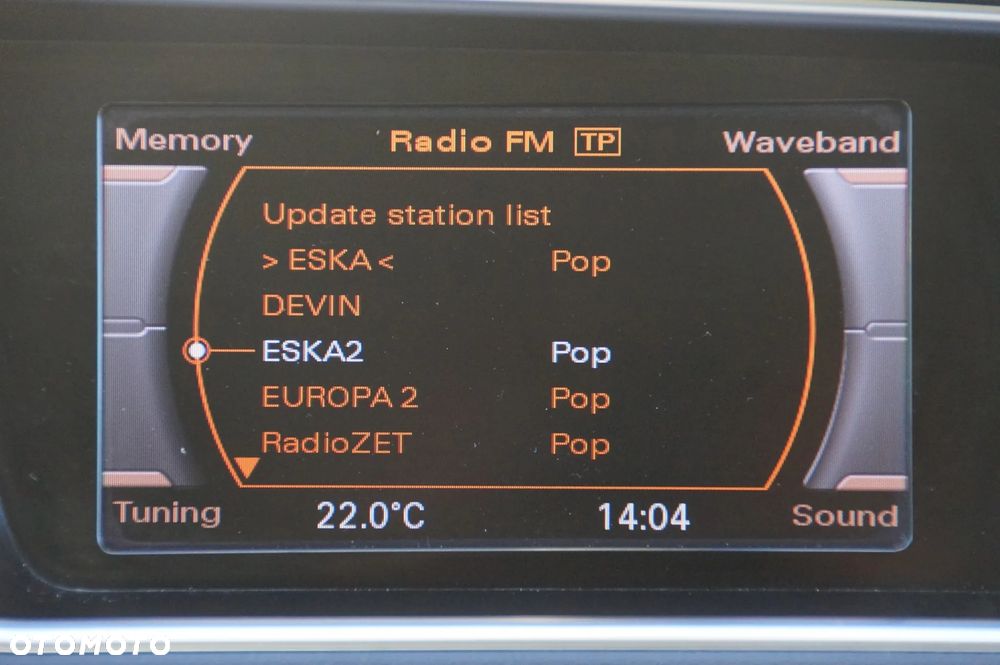 Memory Radio FM TP Waveband
Update station list
> ESKA < Pop
DEVIN
ESKA2 Pop
EUROPA 2 Pop
RadioZET Pop
Tuning 22.0°C 14:04 Sound
OTOMOTO